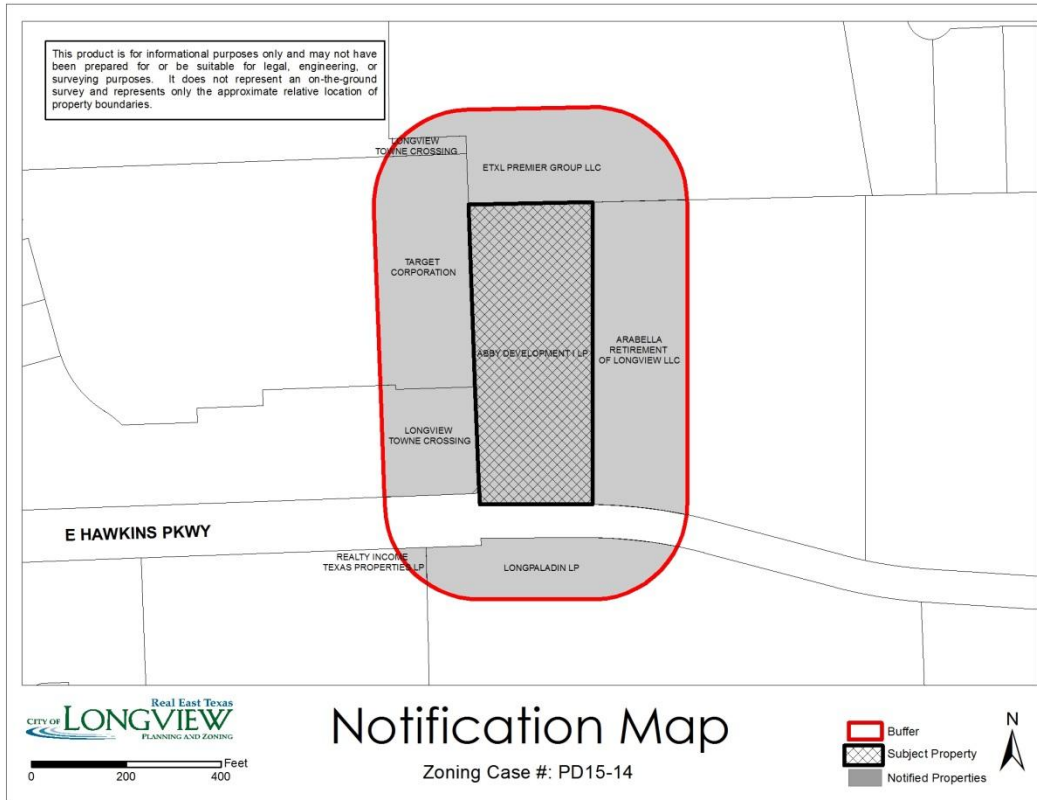 This product is for informational purposes only and may not have
been prepared for or be suitable for legal, engineering, or
surveying purposes. It does not represent an on-the-ground
survey and represents only the approximate relative location of
property boundaries.
LONGVIEW
TOWNE CROSSING
ETXL PREMIER GROUP LLC
TARGET
CORPORATION
ABBY DEVELOPMENT I LP
ARABELLA
RETIREMENT
OF LONGVIEW LLC
LONGVIEW
TOWNE CROSSING
E HAWKINS PKWY
REALTY INCOME
TEXAS PROPERTIES LP
LONGPALADIN LP
Real East Texas
CITY OF LONGVIEW
PLANNING AND ZONING
Feet
0 200 400
Notification Map
Zoning Case #: PD15-14
Buffer
Subject Property
Notified Properties
N